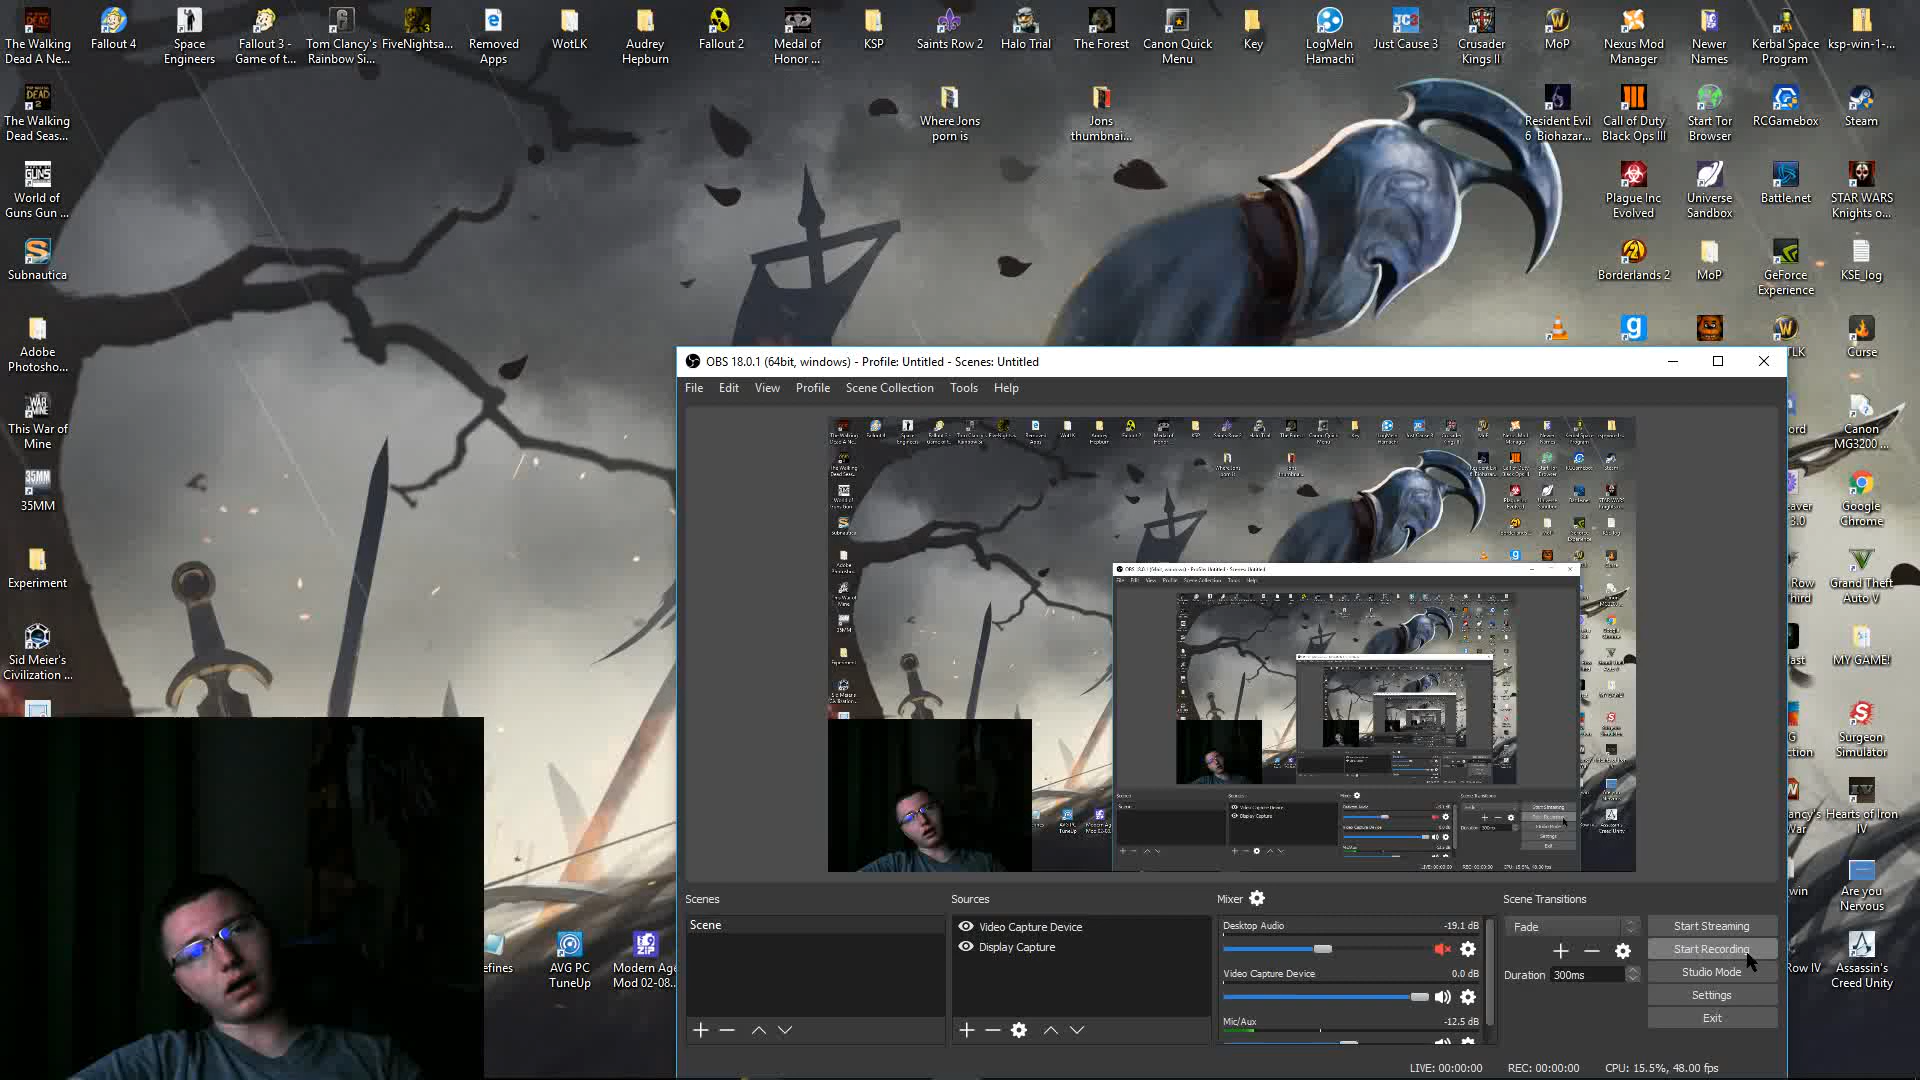 The Walking
Dead A Ne...
Fallout 4
Space
Engineers
Fallout 3 -
Game of t...
Tom Clancy's
Rainbow Si...
FiveNightsa...
Removed
Apps
WotLK
Audrey
Hepburn
Fallout 2
Medal of
Honor ...
KSP
Saints Row 2
Halo Trial
The Forest
Canon Quick
Menu
Key
LogMeIn
Hamachi
Just Cause 3
Crusader
Kings II
MoP
Nexus Mod
Manager
Newer
Names
Kerbal Space
Program
ksp-win-1-...
The Walking
Dead Seas...
Where Jons
porn is
Jons
thumbnai...
Resident Evil
6 Biohazar...
Call of Duty
Black Ops III
Start Tor
Browser
RCGamebox
Steam
World of
Guns Gun ...
Plague Inc
Evolved
Universe
Sandbox
Battle.net
STAR WARS
Knights o...
Subnautica
Borderlands 2
MoP
GeForce
Experience
KSE_log
Adobe
Photosho...
TLK
Curse
This War of
Mine
Canon
MG3200 ...
35MM
Google
Chrome
Experiment
Grand Theft
Auto V
Sid Meier's
Civilization ...
MY GAME!
Surgeon
Simulator
Hearts of Iron
IV
Are you
Nervous
efines
AVG PC
TuneUp
Modern Age
Mod 02-08...
Row IV
Assassin's
Creed Unity
OBS 18.0.1 (64bit, windows) - Profile: Untitled - Scenes: Untitled
File Edit View Profile Scene Collection Tools Help
Scenes
Scene
Sources
Video Capture Device
Display Capture
Mixer
Desktop Audio -19.1 dB
Video Capture Device 0.0 dB
Mic/Aux -12.5 dB
Scene Transitions
Fade
Duration 300ms
Start Streaming
Start Recording
Studio Mode
Settings
Exit
LIVE: 00:00:00 REC: 00:00:00 CPU: 15.5%, 48.00 fps